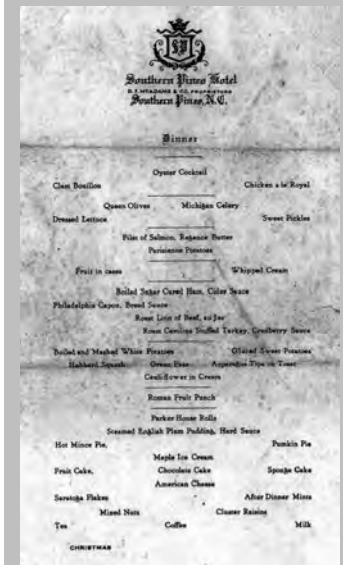 SP
Southern Pines Hotel
& CO. PROPRIETORS
Southern Pines, N.C.
Dinner
Oyster Cocktail
Clam Bouillon Chicken a la Royal
Queen Olives Michigan Celery
Dressed Lettuce Sweet Pickles
Filet of Salmon, Butter
Parisienne Potatoes
Fruit in cases Whipped Cream
Boiled Sugar Cured Ham, Cider Sauce
Philadelphia Capon, Bread Sauce
Roast Loin of Beef, au Jus
Roast Carolina Stuffed Turkey, Cranberry Sauce
Boiled and Mashed White Potatoes Glazed Sweet Potatoes
Hubbard Squash Green Peas Asparagus Tips on Toast
Cauliflower in Cream
Roman Fruit Punch
Parker House Rolls
Steamed English Plum Pudding, Hard Sauce
Hot Mince Pie, Pumkin Pie
Maple Ice Cream
Fruit Cake, Chocolate Cake Sponge Cake
American Cheese
Saratoga Flakes After Dinner Mints
Mixed Nuts Cluster Raisins
Tea Coffee Milk
CHRISTMAS